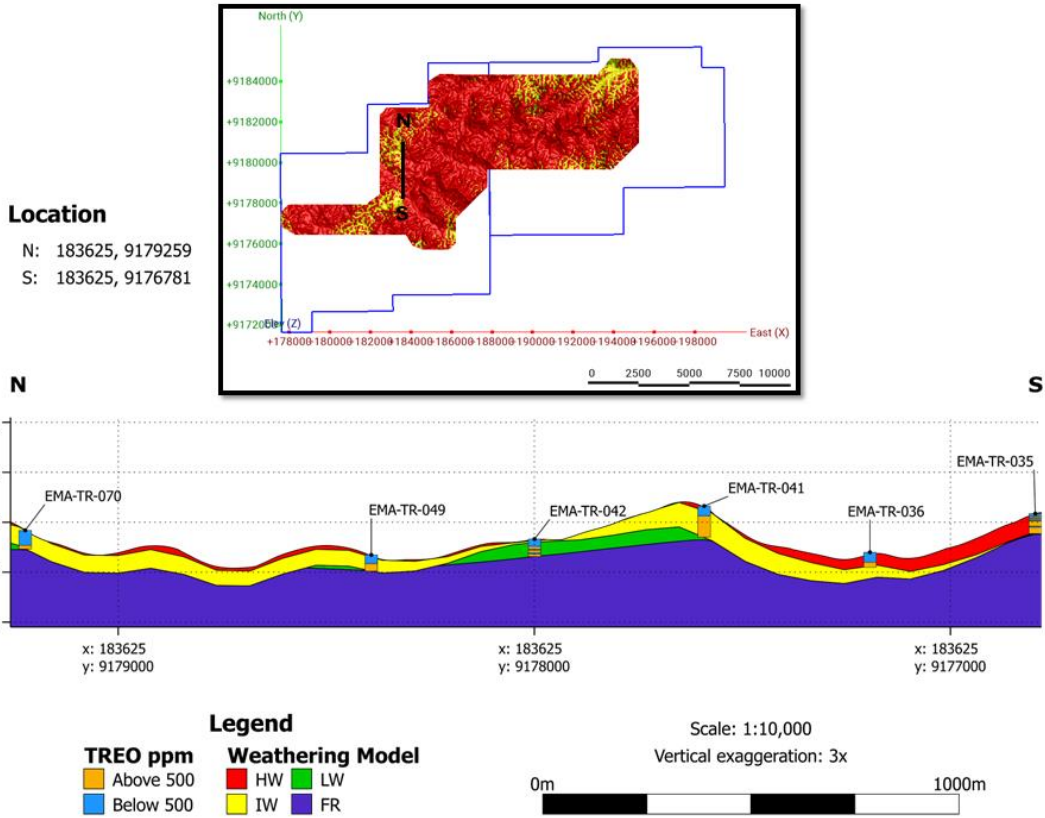 North (Y)
+9184000
+9182000
+9180000
+9178000
+9176000
+9174000
+9172000
Elev (Z)
N
S
East (X)
+178000 +180000 +182000 +184000 +186000 +188000 +190000 +192000 +194000 +196000 +198000
0 2500 5000 7500 10000
Location
N: 183625, 9179259
S: 183625, 9176781
N S
EMA-TR-070
EMA-TR-049
EMA-TR-042
EMA-TR-041
EMA-TR-036
EMA-TR-035
x: 183625 x: 183625 x: 183625
y: 9179000 y: 9178000 y: 9177000
Legend
TREO ppm Weathering Model
Above 500 HW LW
Below 500 IW FR
Scale: 1:10,000
Vertical exaggeration: 3x
0m 1000m